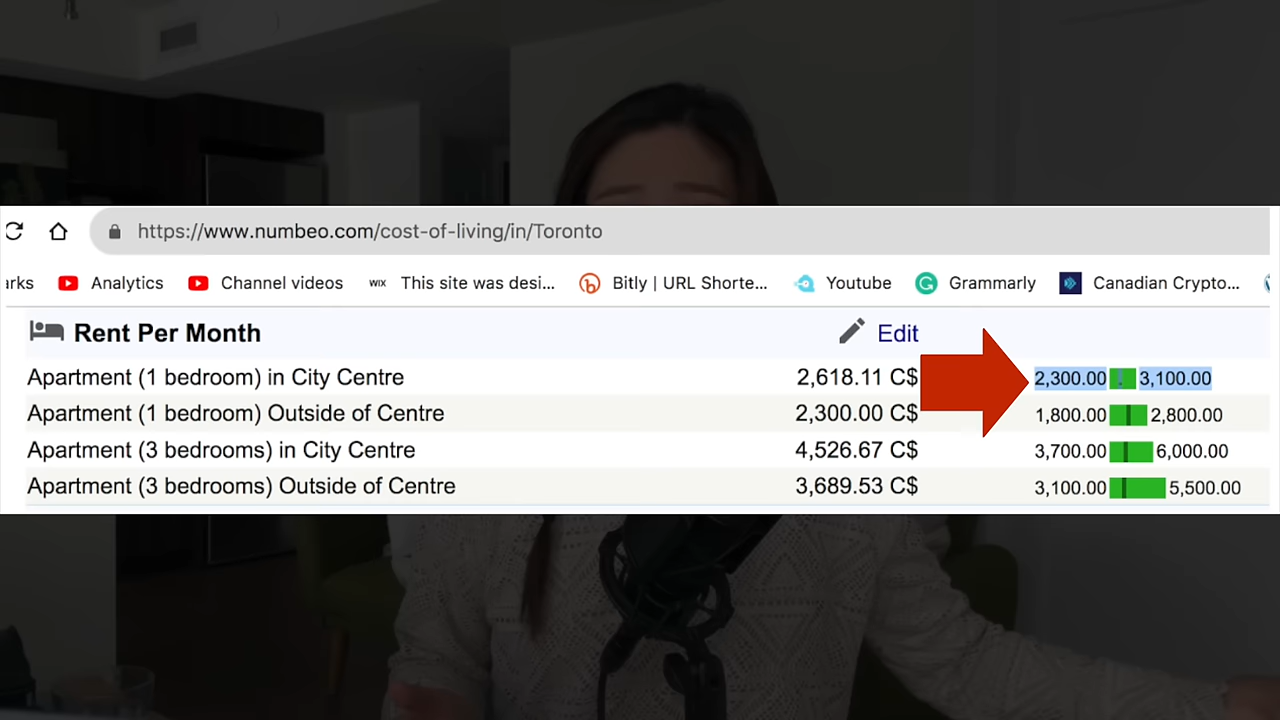 https://www.numbeo.com/cost-of-living/in/Toronto
arks Analytics Channel videos WIX This site was desi... Bitly | URL Shorte... Youtube Grammarly Canadian Crypto...
Rent Per Month Edit
Apartment (1 bedroom) in City Centre 2,618.11 C$ 2,300.00 3,100.00
Apartment (1 bedroom) Outside of Centre 2,300.00 C$ 1,800.00 2,800.00
Apartment (3 bedrooms) in City Centre 4,526.67 C$ 3,700.00 6,000.00
Apartment (3 bedrooms) Outside of Centre 3,689.53 C$ 3,100.00 5,500.00